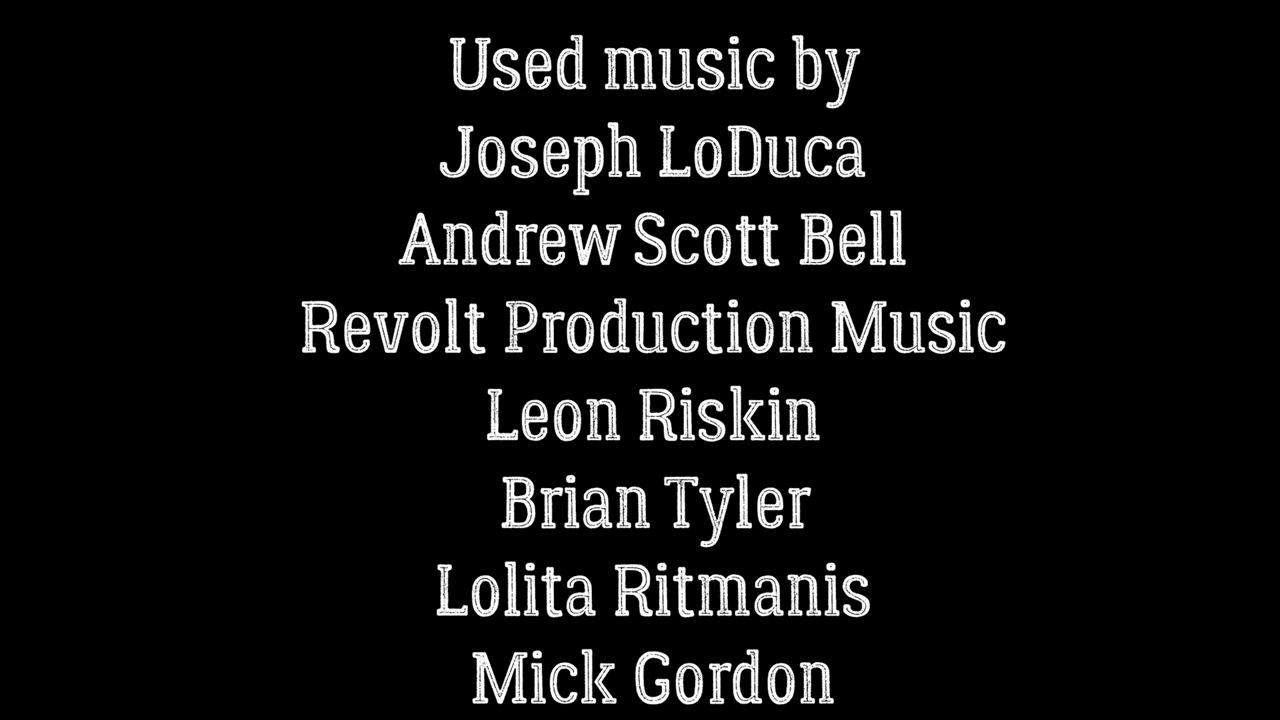 Used music by
Joseph LoDuca
Andrew Scott Bell
Revolt Production Music
Leon Riskin
Brian Tyler
Lolita Ritmanis
Mick Gordon